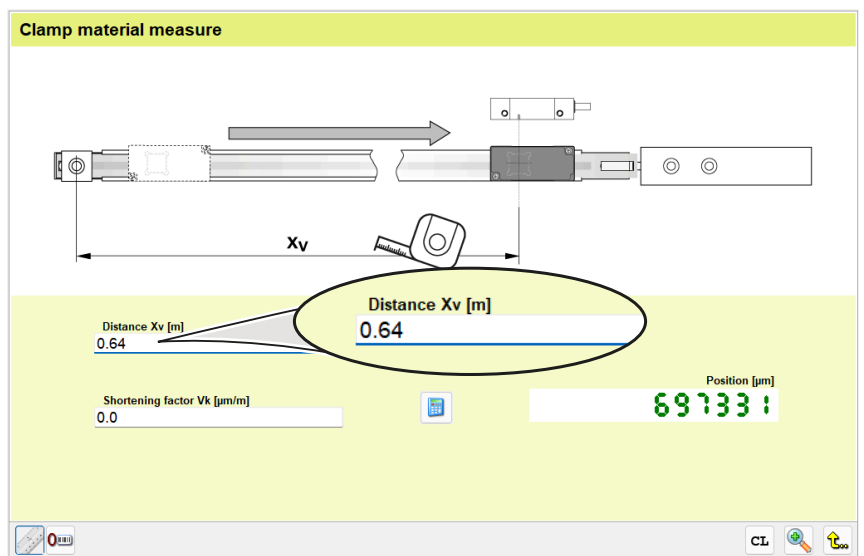 Clamp material measure
XV
Distance Xv [m]
0.64
Distance Xv [m]
0.64
Shortening factor Vk [µm/m]
0.0
Position [µm]
697331
0
CL